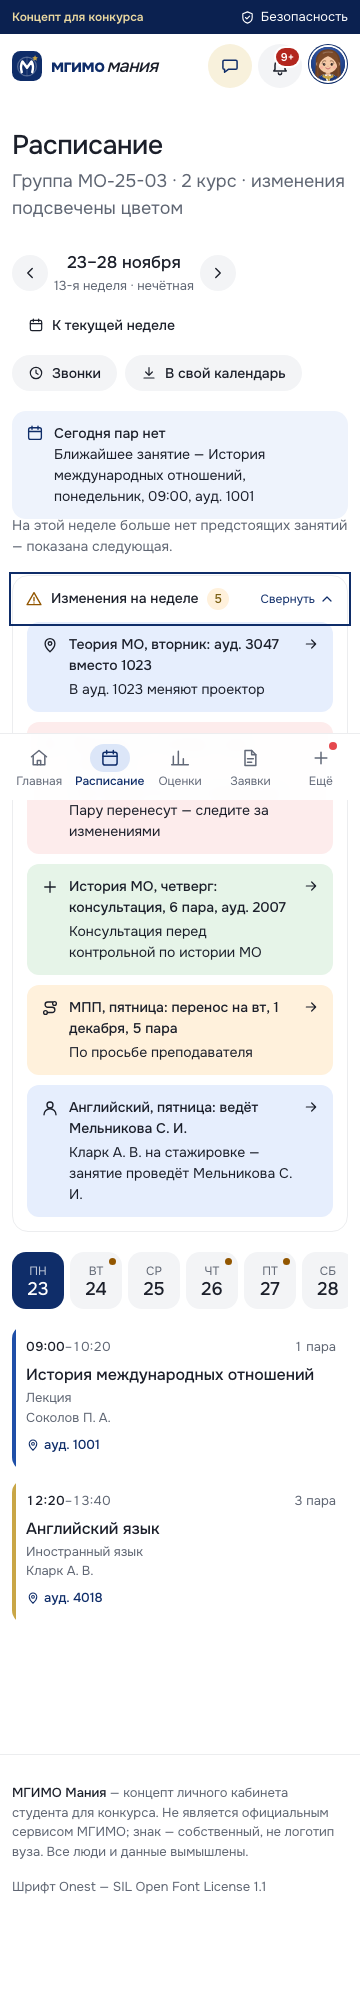 Концепт для конкурса
Безопасность
M
мгимо мания
9+
Расписание
Группа МО-25-03 · 2 курс · изменения
подсвечены цветом
23–28 ноября
13-я неделя · нечётная
К текущей неделе
Звонки
В свой календарь
Сегодня пар нет
Ближайшее занятие — История
международных отношений,
понедельник, 09:00, ауд. 1001
На этой неделе больше нет предстоящих занятий
— показана следующая.
Изменения на неделе 5
Свернуть
Теория МО, вторник: ауд. 3047
вместо 1023
В ауд. 1023 меняют проектор
Главная
Расписание
Оценки
Заявки
Ещё
Пару перенесут — следите за
изменениями
История МО, четверг:
консультация, 6 пара, ауд. 2007
Консультация перед
контрольной по истории МО
МПП, пятница: перенос на вт, 1
декабря, 5 пара
По просьбе преподавателя
Английский, пятница: ведёт
Мельникова С. И.
Кларк А. В. на стажировке —
занятие проведёт Мельникова С.
И.
ПН ВТ СР ЧТ ПТ СБ
23 24 25 26 27 28
09:00–10:20
1 пара
История международных отношений
Лекция
Соколов П. А.
ауд. 1001
12:20–13:40
3 пара
Английский язык
Иностранный язык
Кларк А. В.
ауд. 4018
МГИМО Мания — концепт личного кабинета
студента для конкурса. Не является официальным
сервисом МГИМО; знак — собственный, не логотип
вуза. Все люди и данные вымышлены.
Шрифт Onest — SIL Open Font License 1.1